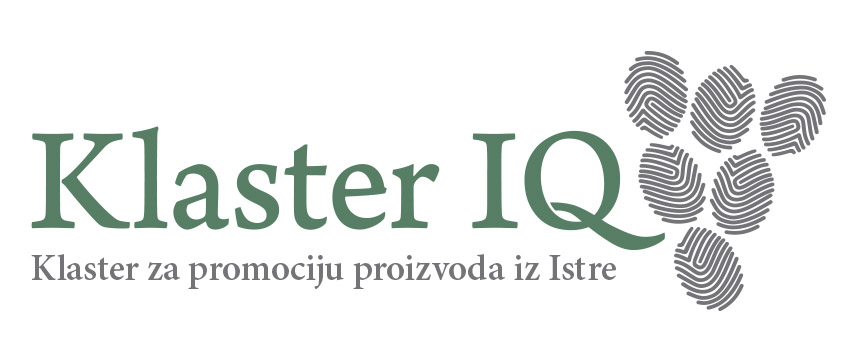 Klaster IQ
Klaster za promociju proizvoda iz Istre